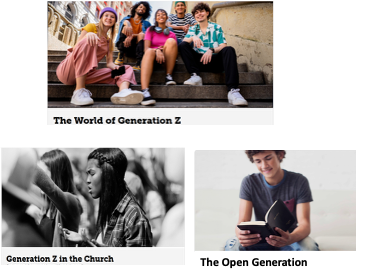 The World of Generation Z
Generation Z in the Church
The Open Generation